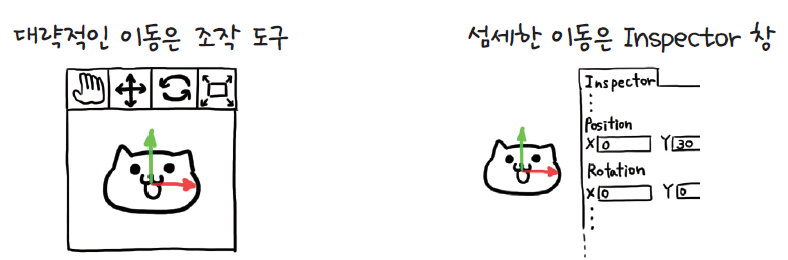 대략적인 이동은 조작 도구
섬세한 이동은 Inspector 창
Inspector
Position
X 0 Y 30
Rotation
X 0 Y 0